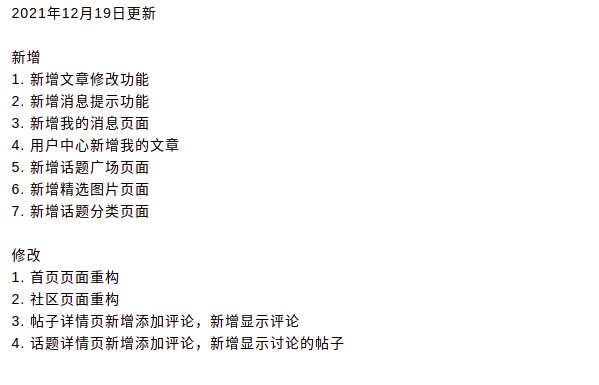 2021年12月19日更新
新增
1. 新增文章修改功能
2. 新增消息提示功能
3. 新增我的消息页面
4. 用户中心新增我的文章
5. 新增话题广场页面
6. 新增精选图片页面
7. 新增话题分类页面
修改
1. 首页页面重构
2. 社区页面重构
3. 帖子详情页新增添加评论，新增显示评论
4. 话题详情页新增添加评论，新增显示讨论的帖子